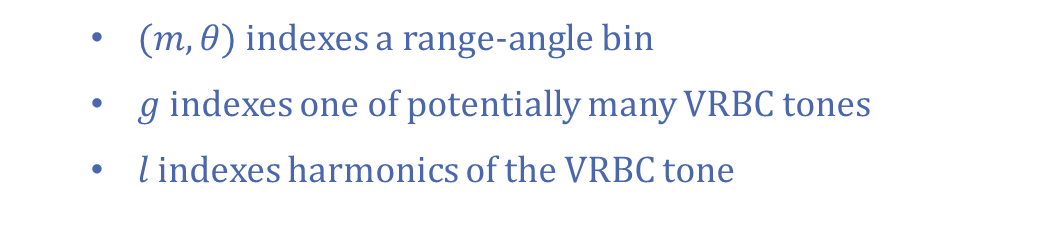 • (m, θ) indexes a range-angle bin
• g indexes one of potentially many VRBC tones
• l indexes harmonics of the VRBC tone